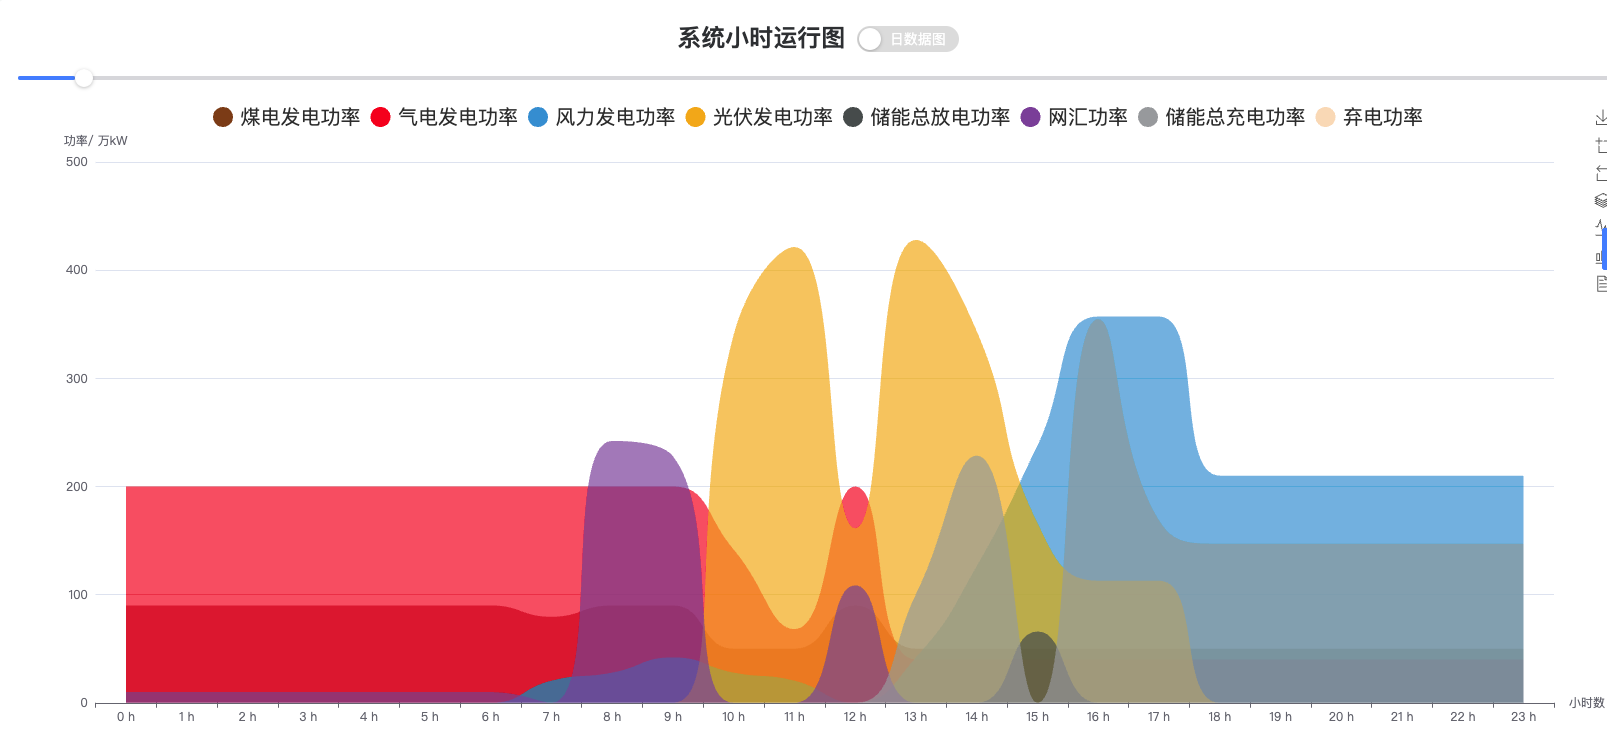 系统小时运行图 日数据图
煤电发电功率 气电发电功率 风力发电功率 光伏发电功率 储能总放电功率 网汇功率 储能总充电功率 弃电功率
功率/ 万kW
500
400
300
200
100
0
0 h 1 h 2 h 3 h 4 h 5 h 6 h 7 h 8 h 9 h 10 h 11 h 12 h 13 h 14 h 15 h 16 h 17 h 18 h 19 h 20 h 21 h 22 h 23 h
小时数